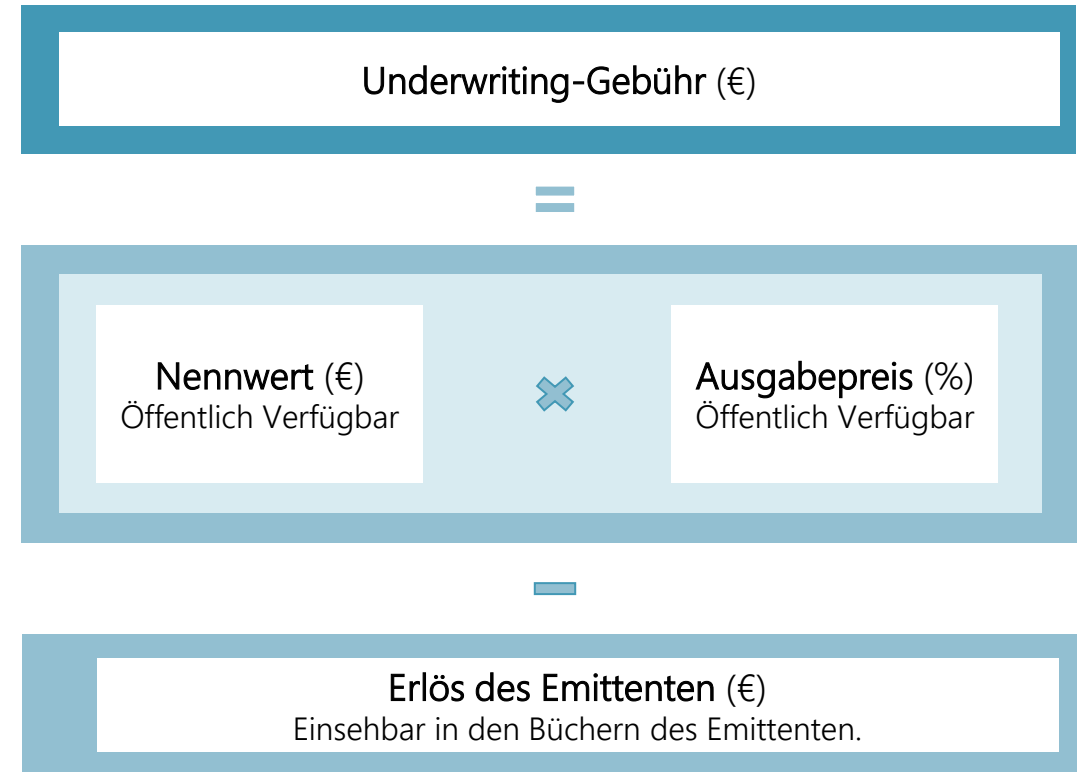 Underwriting-Gebühr (€)
=
Nennwert (€)
Öffentlich Verfügbar
Ausgabepreis (%)
Öffentlich Verfügbar
Erlös des Emittenten (€)
Einsehbar in den Büchern des Emittenten.